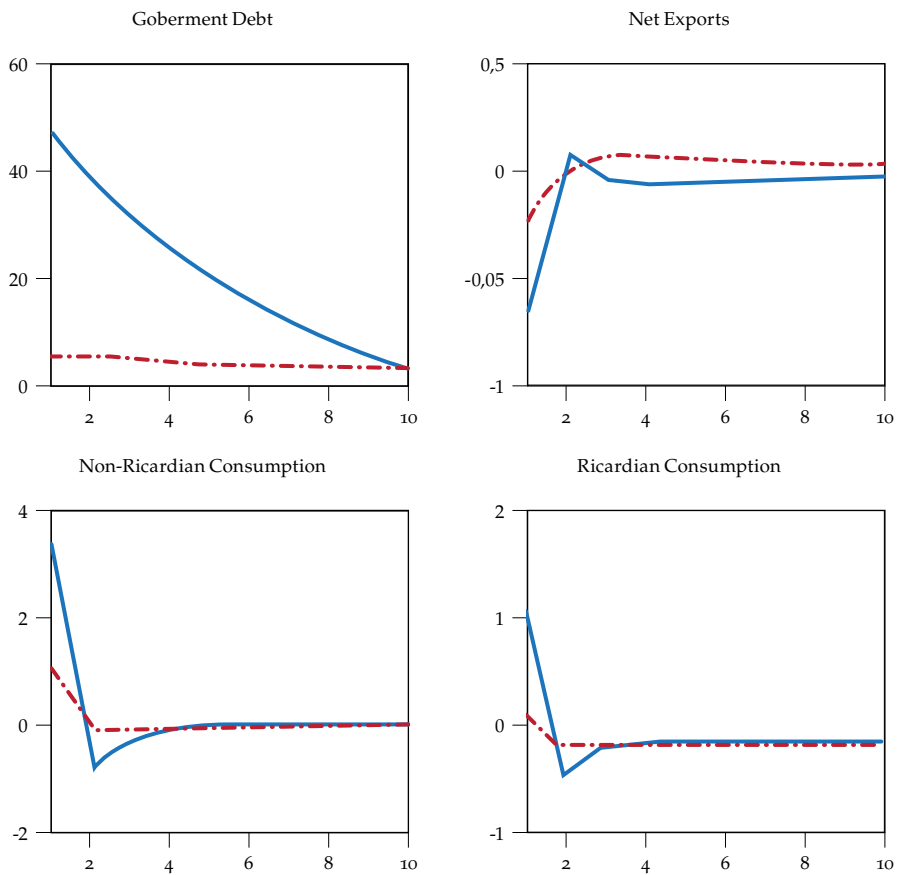 Goberment Debt
Net Exports
60
40
20
0
2 4 6 8 10
0,5
0
-0,05
-1
2 4 6 8 10
Non-Ricardian Consumption
Ricardian Consumption
4
2
0
-2
2 4 6 8 10
2
1
0
-1
2 4 6 8 10